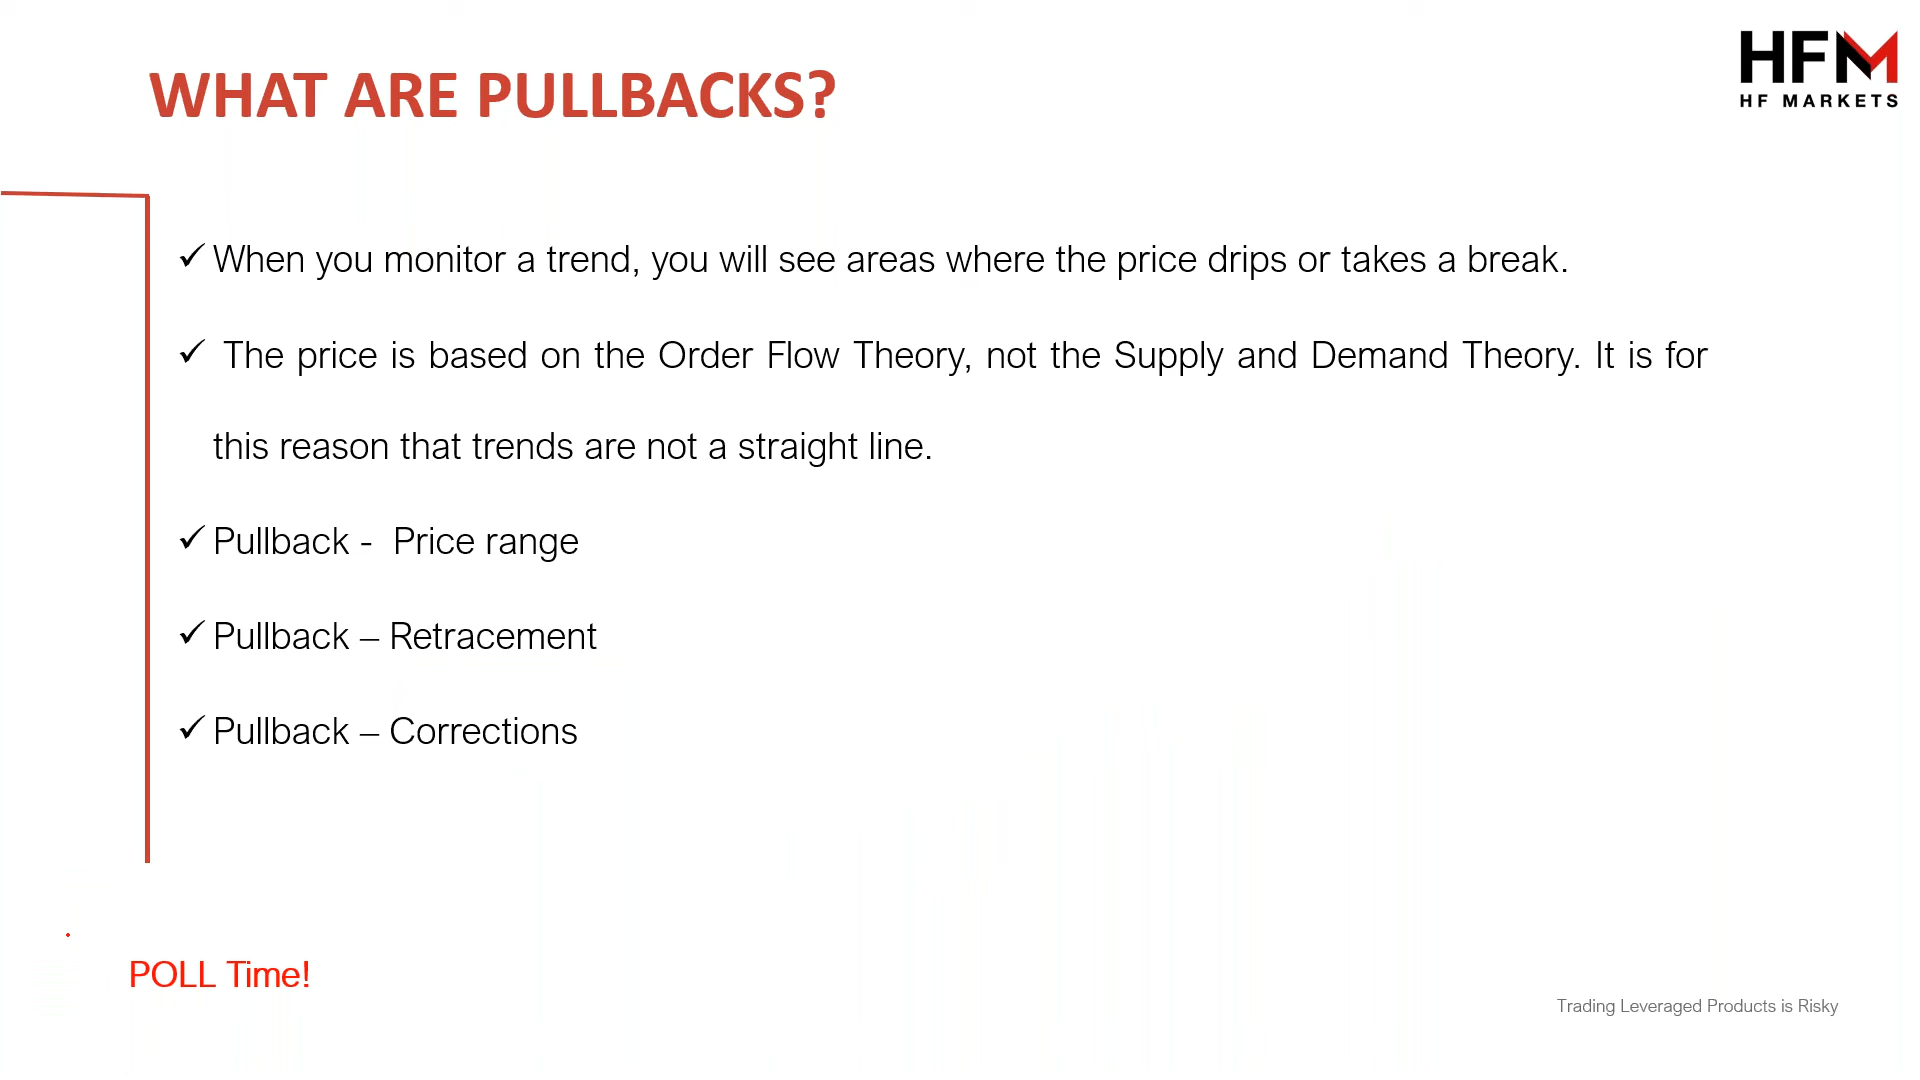 WHAT ARE PULLBACKS?
HFM
HF MARKETS
✓ When you monitor a trend, you will see areas where the price drips or takes a break.
✓ The price is based on the Order Flow Theory, not the Supply and Demand Theory. It is for
this reason that trends are not a straight line.
✓ Pullback - Price range
✓ Pullback – Retracement
✓ Pullback – Corrections
POLL Time!
Trading Leveraged Products is Risky